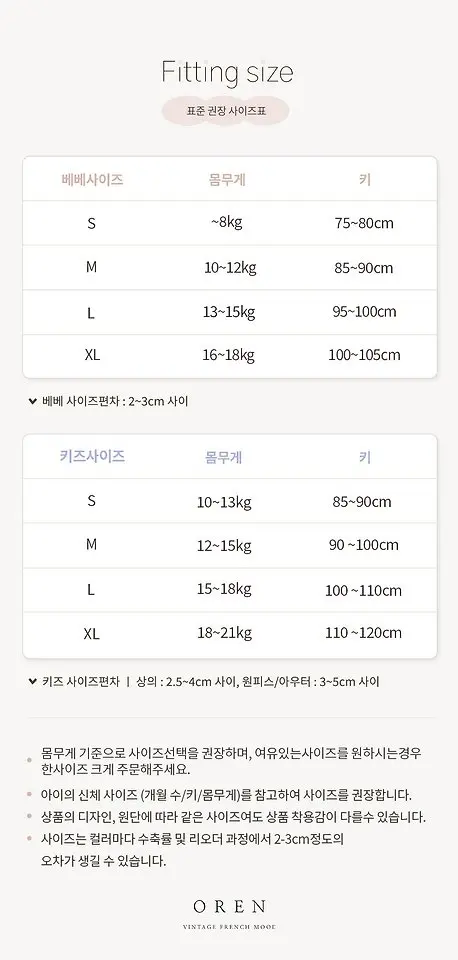 Fitting size
표준 권장 사이즈표
베베사이즈 몸무게 키
S ~8kg 75~80cm
M 10~12kg 85~90cm
L 13~15kg 95~100cm
XL 16~18kg 100~105cm
베베 사이즈편차 : 2~3cm 사이
키즈사이즈 몸무게 키
S 10~13kg 85~90cm
M 12~15kg 90 ~100cm
L 15~18kg 100 ~110cm
XL 18~21kg 110 ~120cm
키즈 사이즈편차 ㅣ 상의 : 2.5~4cm 사이, 원피스/아우터 : 3~5cm 사이
몸무게 기준으로 사이즈선택을 권장하며, 여유있는사이즈를 원하시는경우
한사이즈 크게 주문해주세요.
아이의 신체 사이즈 (개월 수/키/몸무게)를 참고하여 사이즈를 권장합니다.
상품의 디자인, 원단에 따라 같은 사이즈여도 상품 착용감이 다를수 있습니다.
사이즈는 컬러마다 수축률 및 리오더 과정에서 2-3cm정도의
오차가 생길 수 있습니다.
OREN
VINTAGE FRENCH MOOD